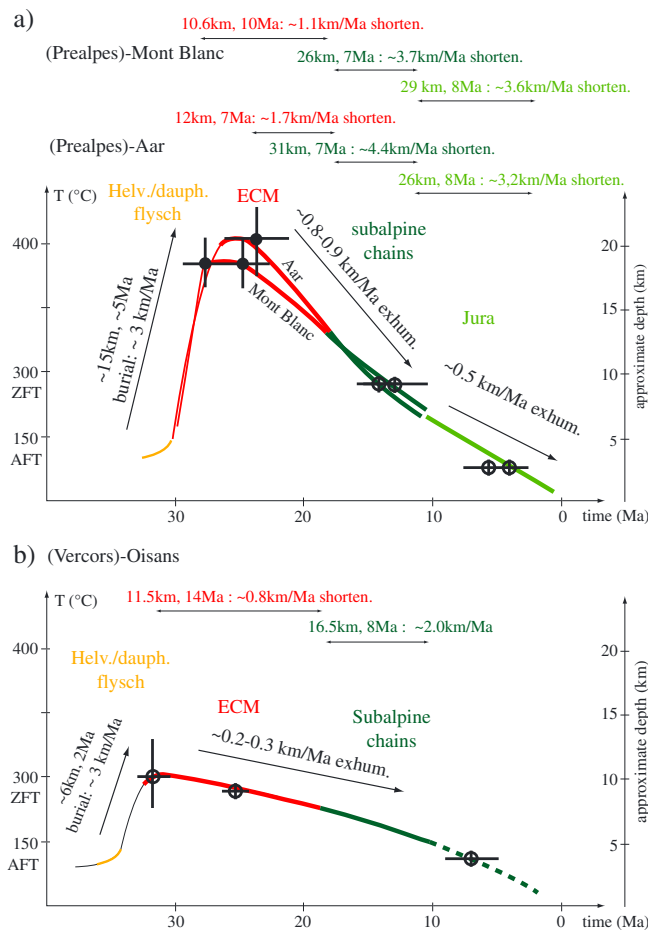 a)
10.6km, 10Ma: ~1.1km/Ma shorten.
(Prealpes)-Mont Blanc
26km, 7Ma: ~3.7km/Ma shorten.
29 km, 8Ma : ~3.6km/Ma shorten.
12km, 7Ma: ~1.7km/Ma shorten.
(Prealpes)-Aar
31km, 7Ma: ~4.4km/Ma shorten.
26km, 8Ma: ~3,2km/Ma shorten.
T (°C)
Helv./dauph.
flysch
ECM
subalpine
chains
Jura
~15km, ~5Ma
burial: ~ 3 km/Ma
Aar
Mont Blanc
~0.8-0.9 km/Ma exhum.
~0.5 km/Ma exhum.
400
300
ZFT
150
AFT
20
15
10
5
approximate depth (km)
30
20
10
0
time (Ma)
b)
(Vercors)-Oisans
11.5km, 14Ma : ~0.8km/Ma shorten.
16.5km, 8Ma : ~2.0km/Ma
T (°C)
Helv./dauph.
flysch
ECM
Subalpine
chains
~6km, 2Ma
burial: ~ 3 km/Ma
~0.2-0.3 km/Ma exhum.
400
300
ZFT
150
AFT
20
15
10
5
approximate depth (km)
30
20
10
0
time (Ma)